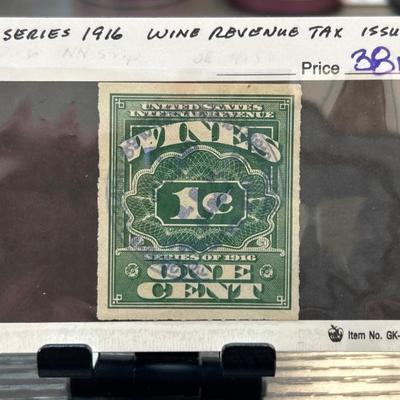 SERIES 1916 WINE REVENUE TAX ISSU
Price
UNITED STATES
INTERNAL REVENUE
WINES
1¢
SERIES OF 1916
ONE
CENT
Item No. GK-